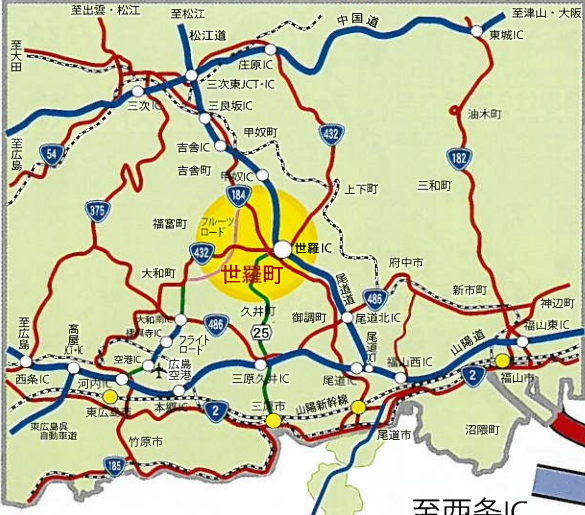 至出雲・松江
至松江
中国道
至津山・大阪
松江道
東城IC
至大田
庄原IC
三次東JCT・IC
三次IC
三良坂IC
油木町
至広島
54
吉舎IC
甲奴町
432
182
吉舎町
甲奴IC
上下町
三和町
184
375
福富町
フルーツ
ロード
432
世羅IC
大和町
世羅町
府中市
尾道道
486
新市町
神辺町
久井町
御調町
尾道北IC
大和南IC
486
25
至広島
高屋
JCT・IC
フライト
ロード
山陽道
福山東IC
尾道JCT
空港IC
広島
空港
西条IC
河内IC
三原久井IC
尾道IC
福山西IC
2
福山市
東広島市
本郷IC
2
山陽新幹線
東広島呉
自動車道
三原市
尾道市
沼隈町
竹原市
185
至西条IC